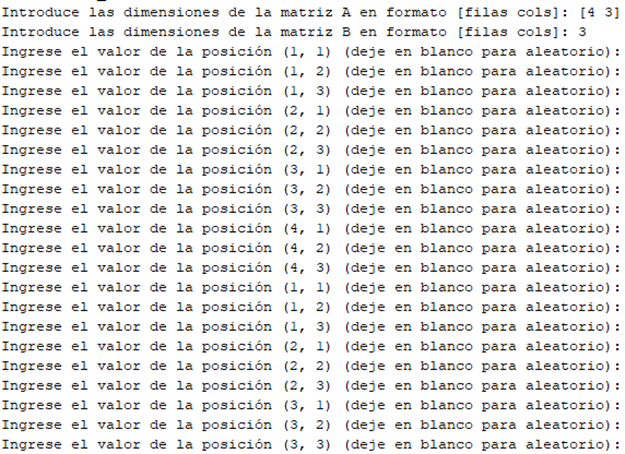 Introduce las dimensiones de la matriz A en formato [filas cols]: [4 3]
Introduce las dimensiones de la matriz B en formato [filas cols]: 3
Ingrese el valor de la posición (1, 1) (deje en blanco para aleatorio):
Ingrese el valor de la posición (1, 2) (deje en blanco para aleatorio):
Ingrese el valor de la posición (1, 3) (deje en blanco para aleatorio):
Ingrese el valor de la posición (2, 1) (deje en blanco para aleatorio):
Ingrese el valor de la posición (2, 2) (deje en blanco para aleatorio):
Ingrese el valor de la posición (2, 3) (deje en blanco para aleatorio):
Ingrese el valor de la posición (3, 1) (deje en blanco para aleatorio):
Ingrese el valor de la posición (3, 2) (deje en blanco para aleatorio):
Ingrese el valor de la posición (3, 3) (deje en blanco para aleatorio):
Ingrese el valor de la posición (4, 1) (deje en blanco para aleatorio):
Ingrese el valor de la posición (4, 2) (deje en blanco para aleatorio):
Ingrese el valor de la posición (4, 3) (deje en blanco para aleatorio):
Ingrese el valor de la posición (1, 1) (deje en blanco para aleatorio):
Ingrese el valor de la posición (1, 2) (deje en blanco para aleatorio):
Ingrese el valor de la posición (1, 3) (deje en blanco para aleatorio):
Ingrese el valor de la posición (2, 1) (deje en blanco para aleatorio):
Ingrese el valor de la posición (2, 2) (deje en blanco para aleatorio):
Ingrese el valor de la posición (2, 3) (deje en blanco para aleatorio):
Ingrese el valor de la posición (3, 1) (deje en blanco para aleatorio):
Ingrese el valor de la posición (3, 2) (deje en blanco para aleatorio):
Ingrese el valor de la posición (3, 3) (deje en blanco para aleatorio):